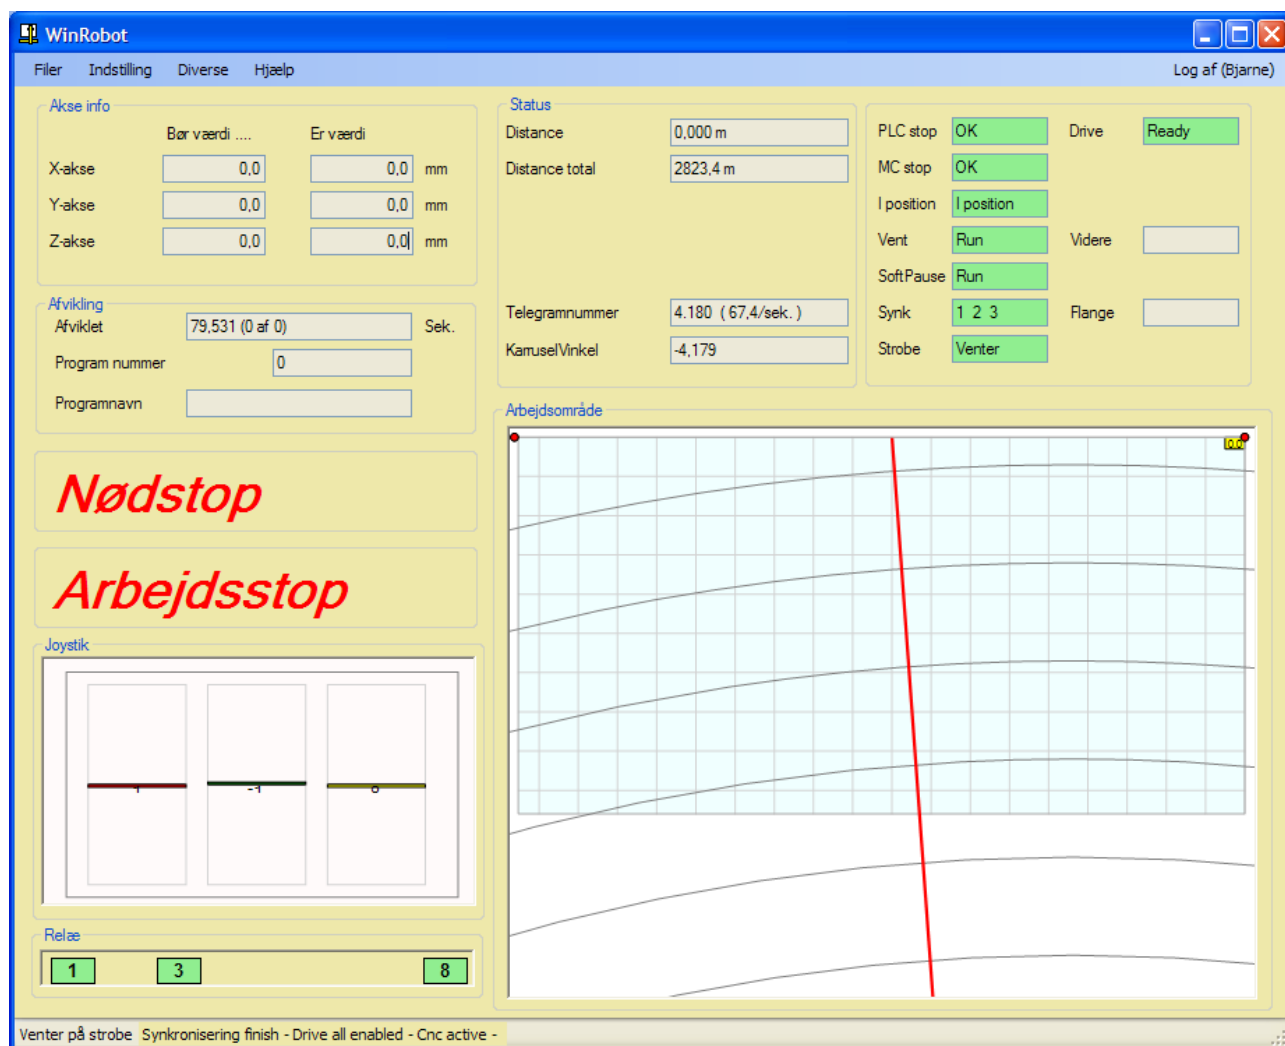 WinRobot
Filer Indstilling Diverse Hjælp Log af (Bjarne)
Akse info
Bør værdi .... Er værdi
X-akse 0,0 0,0 mm
Y-akse 0,0 0,0 mm
Z-akse 0,0 0,0 mm
Afvikling
Afviklet 79,531 (0 af 0) Sek.
Program nummer 0
Programnavn
Nødstop
Arbejdsstop
Joystik
1 -1 0
Relæ
1 3 8
Status
Distance 0,000 m
Distance total 2823,4 m
Telegramnummer 4.180 ( 67,4/sek. )
KarruselVinkel -4,179
PLC stop OK Drive Ready
MC stop OK
I position I position
Vent Run Videre
SoftPause Run
Synk 1 2 3 Flange
Strobe Venter
Arbejdsområde
Venter på strobe Synkronisering finish - Drive all enabled - Cnc active -